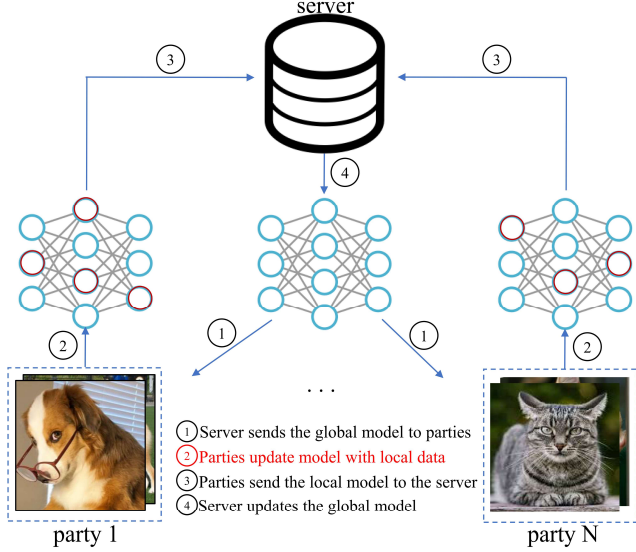 server
③
③
④
②
①
①
②
. . .
① Server sends the global model to parties
② Parties update model with local data
③ Parties send the local model to the server
④ Server updates the global model
party 1
party N